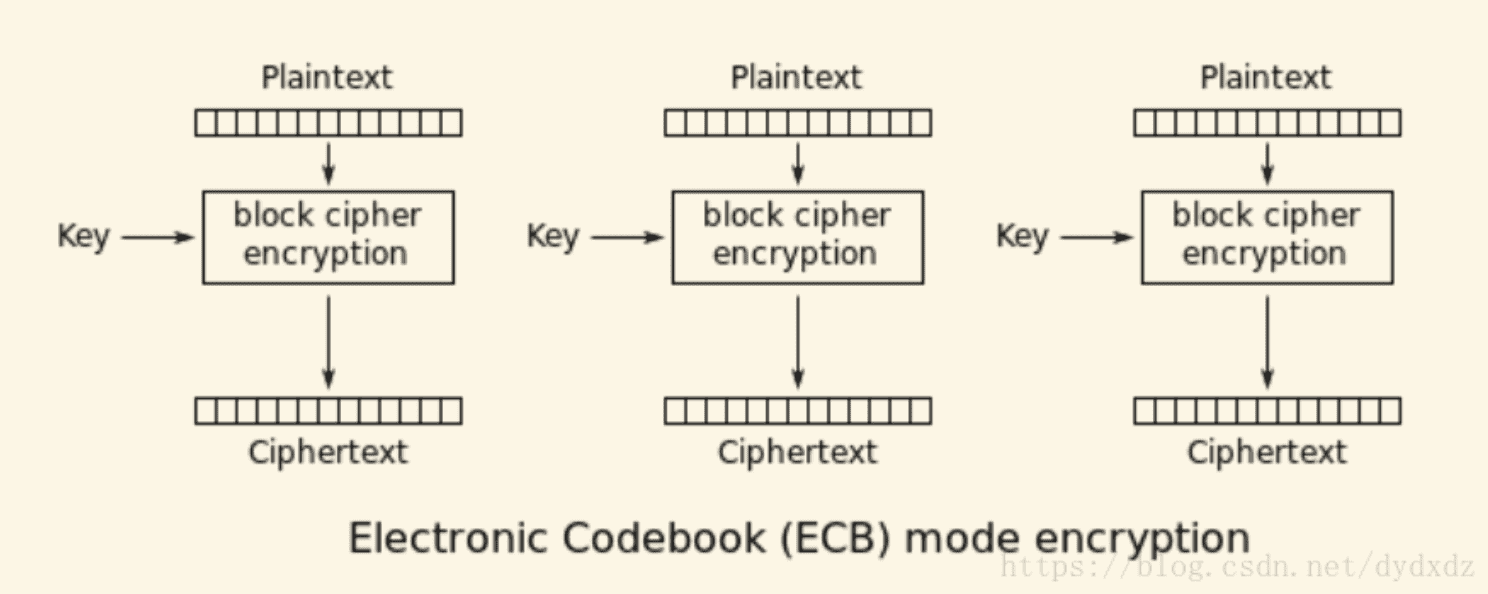 Plaintext Plaintext Plaintext
block cipher block cipher block cipher
Key Key Key
encryption encryption encryption
Ciphertext Ciphertext Ciphertext
Electronic Codebook (ECB) mode encryption
https://blog.csdn.net/dydxdz